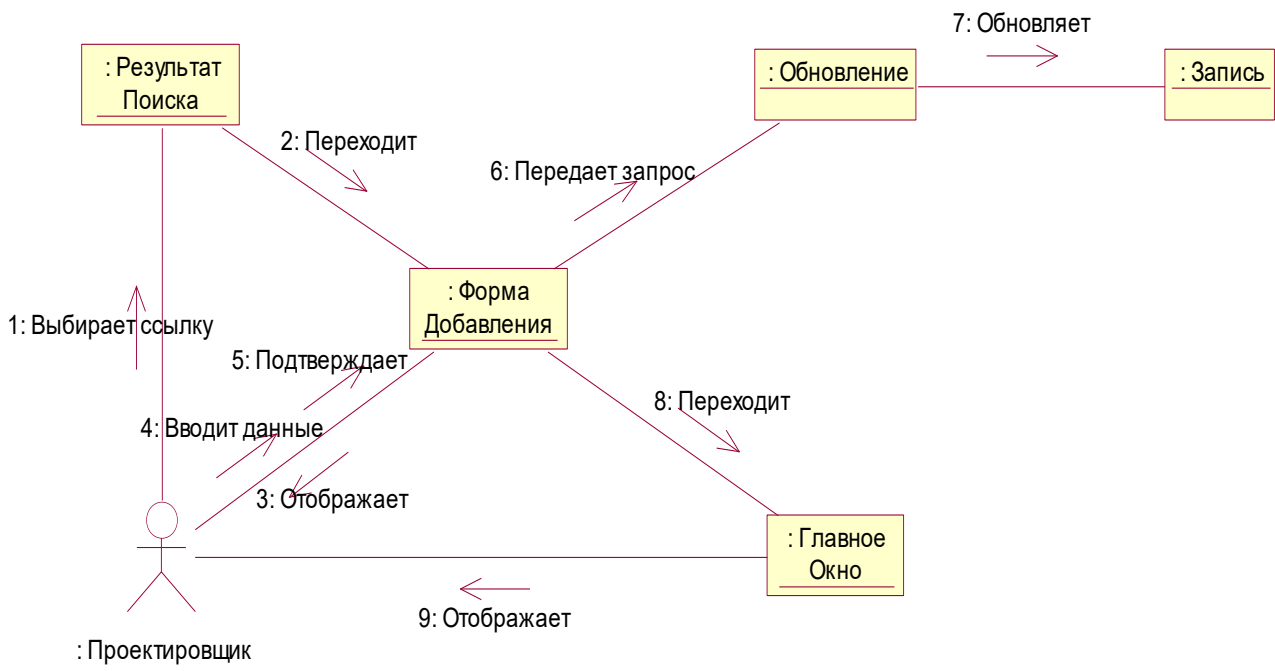 7: Обновляет
: Результат
Поиска
: Обновление
: Запись
2: Переходит
6: Передает запрос
: Форма
Добавления
1: Выбирает ссылку
5: Подтверждает
8: Переходит
4: Вводит данные
3: Отображает
: Главное
Окно
9: Отображает
: Проектировщик